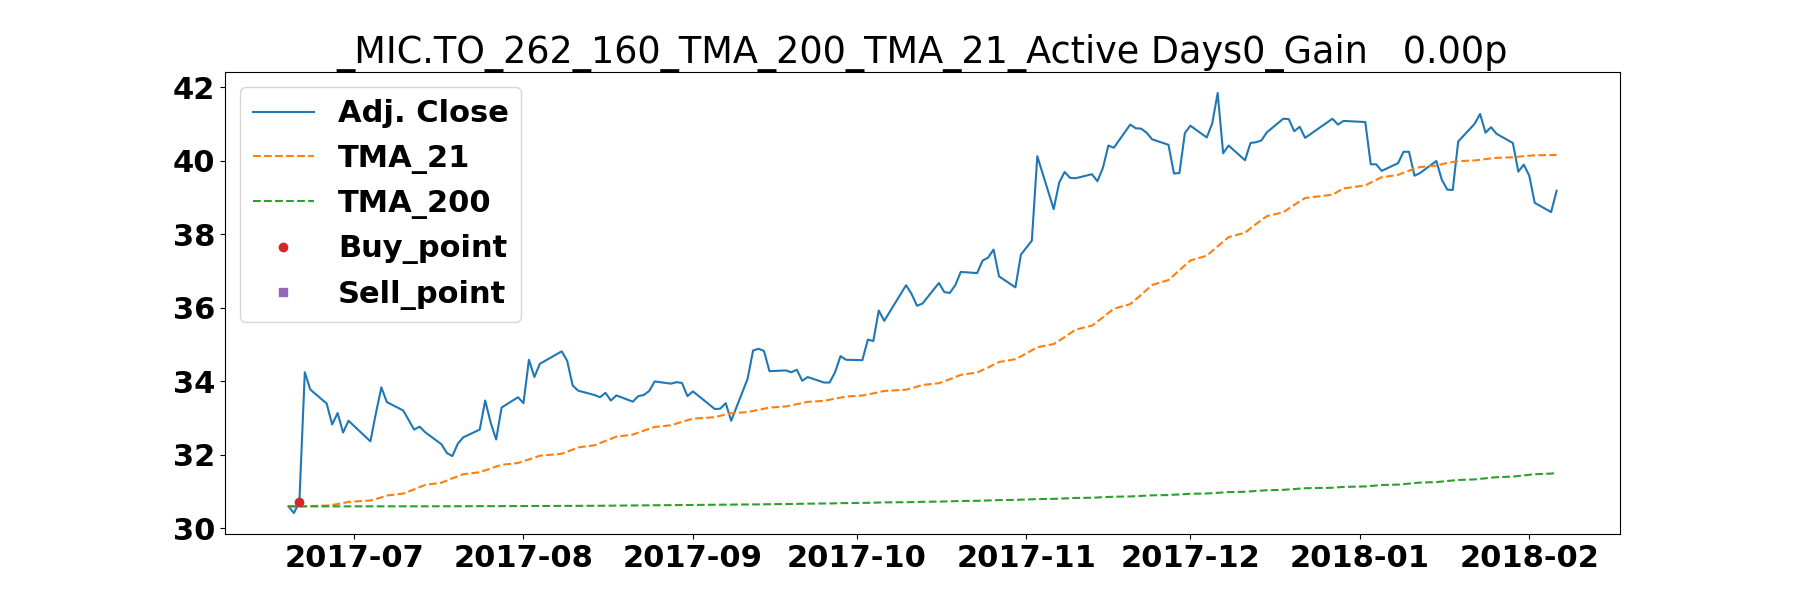 _MIC.TO_262_160_TMA_200_TMA_21_Active Days0_Gain   0.00p
42
40
38
36
34
32
30
Adj. Close
TMA_21
TMA_200
Buy_point
Sell_point
2017-07 2017-08 2017-09 2017-10 2017-11 2017-12 2018-01 2018-02